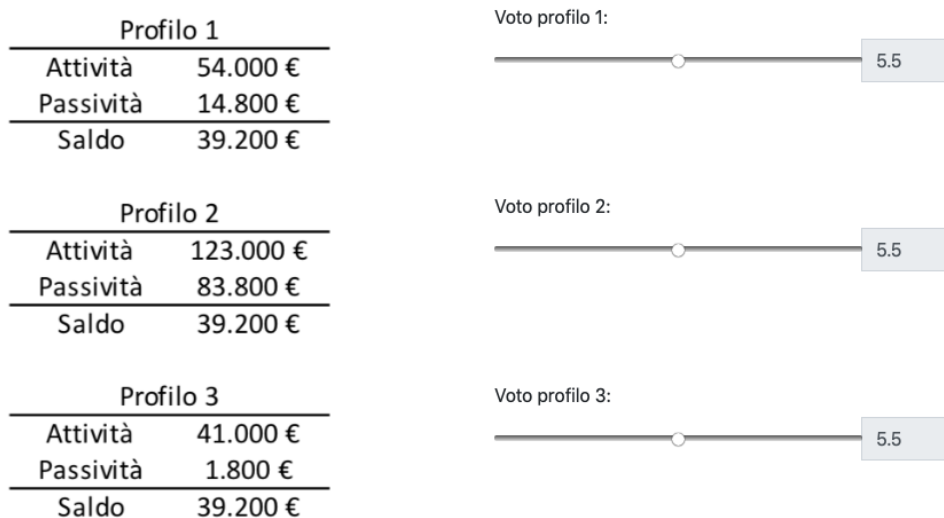 Profilo 1
Attività 54.000 €
Passività 14.800 €
Saldo 39.200 €
Voto profilo 1:
5.5
Profilo 2
Attività 123.000 €
Passività 83.800 €
Saldo 39.200 €
Voto profilo 2:
5.5
Profilo 3
Attività 41.000 €
Passività 1.800 €
Saldo 39.200 €
Voto profilo 3:
5.5